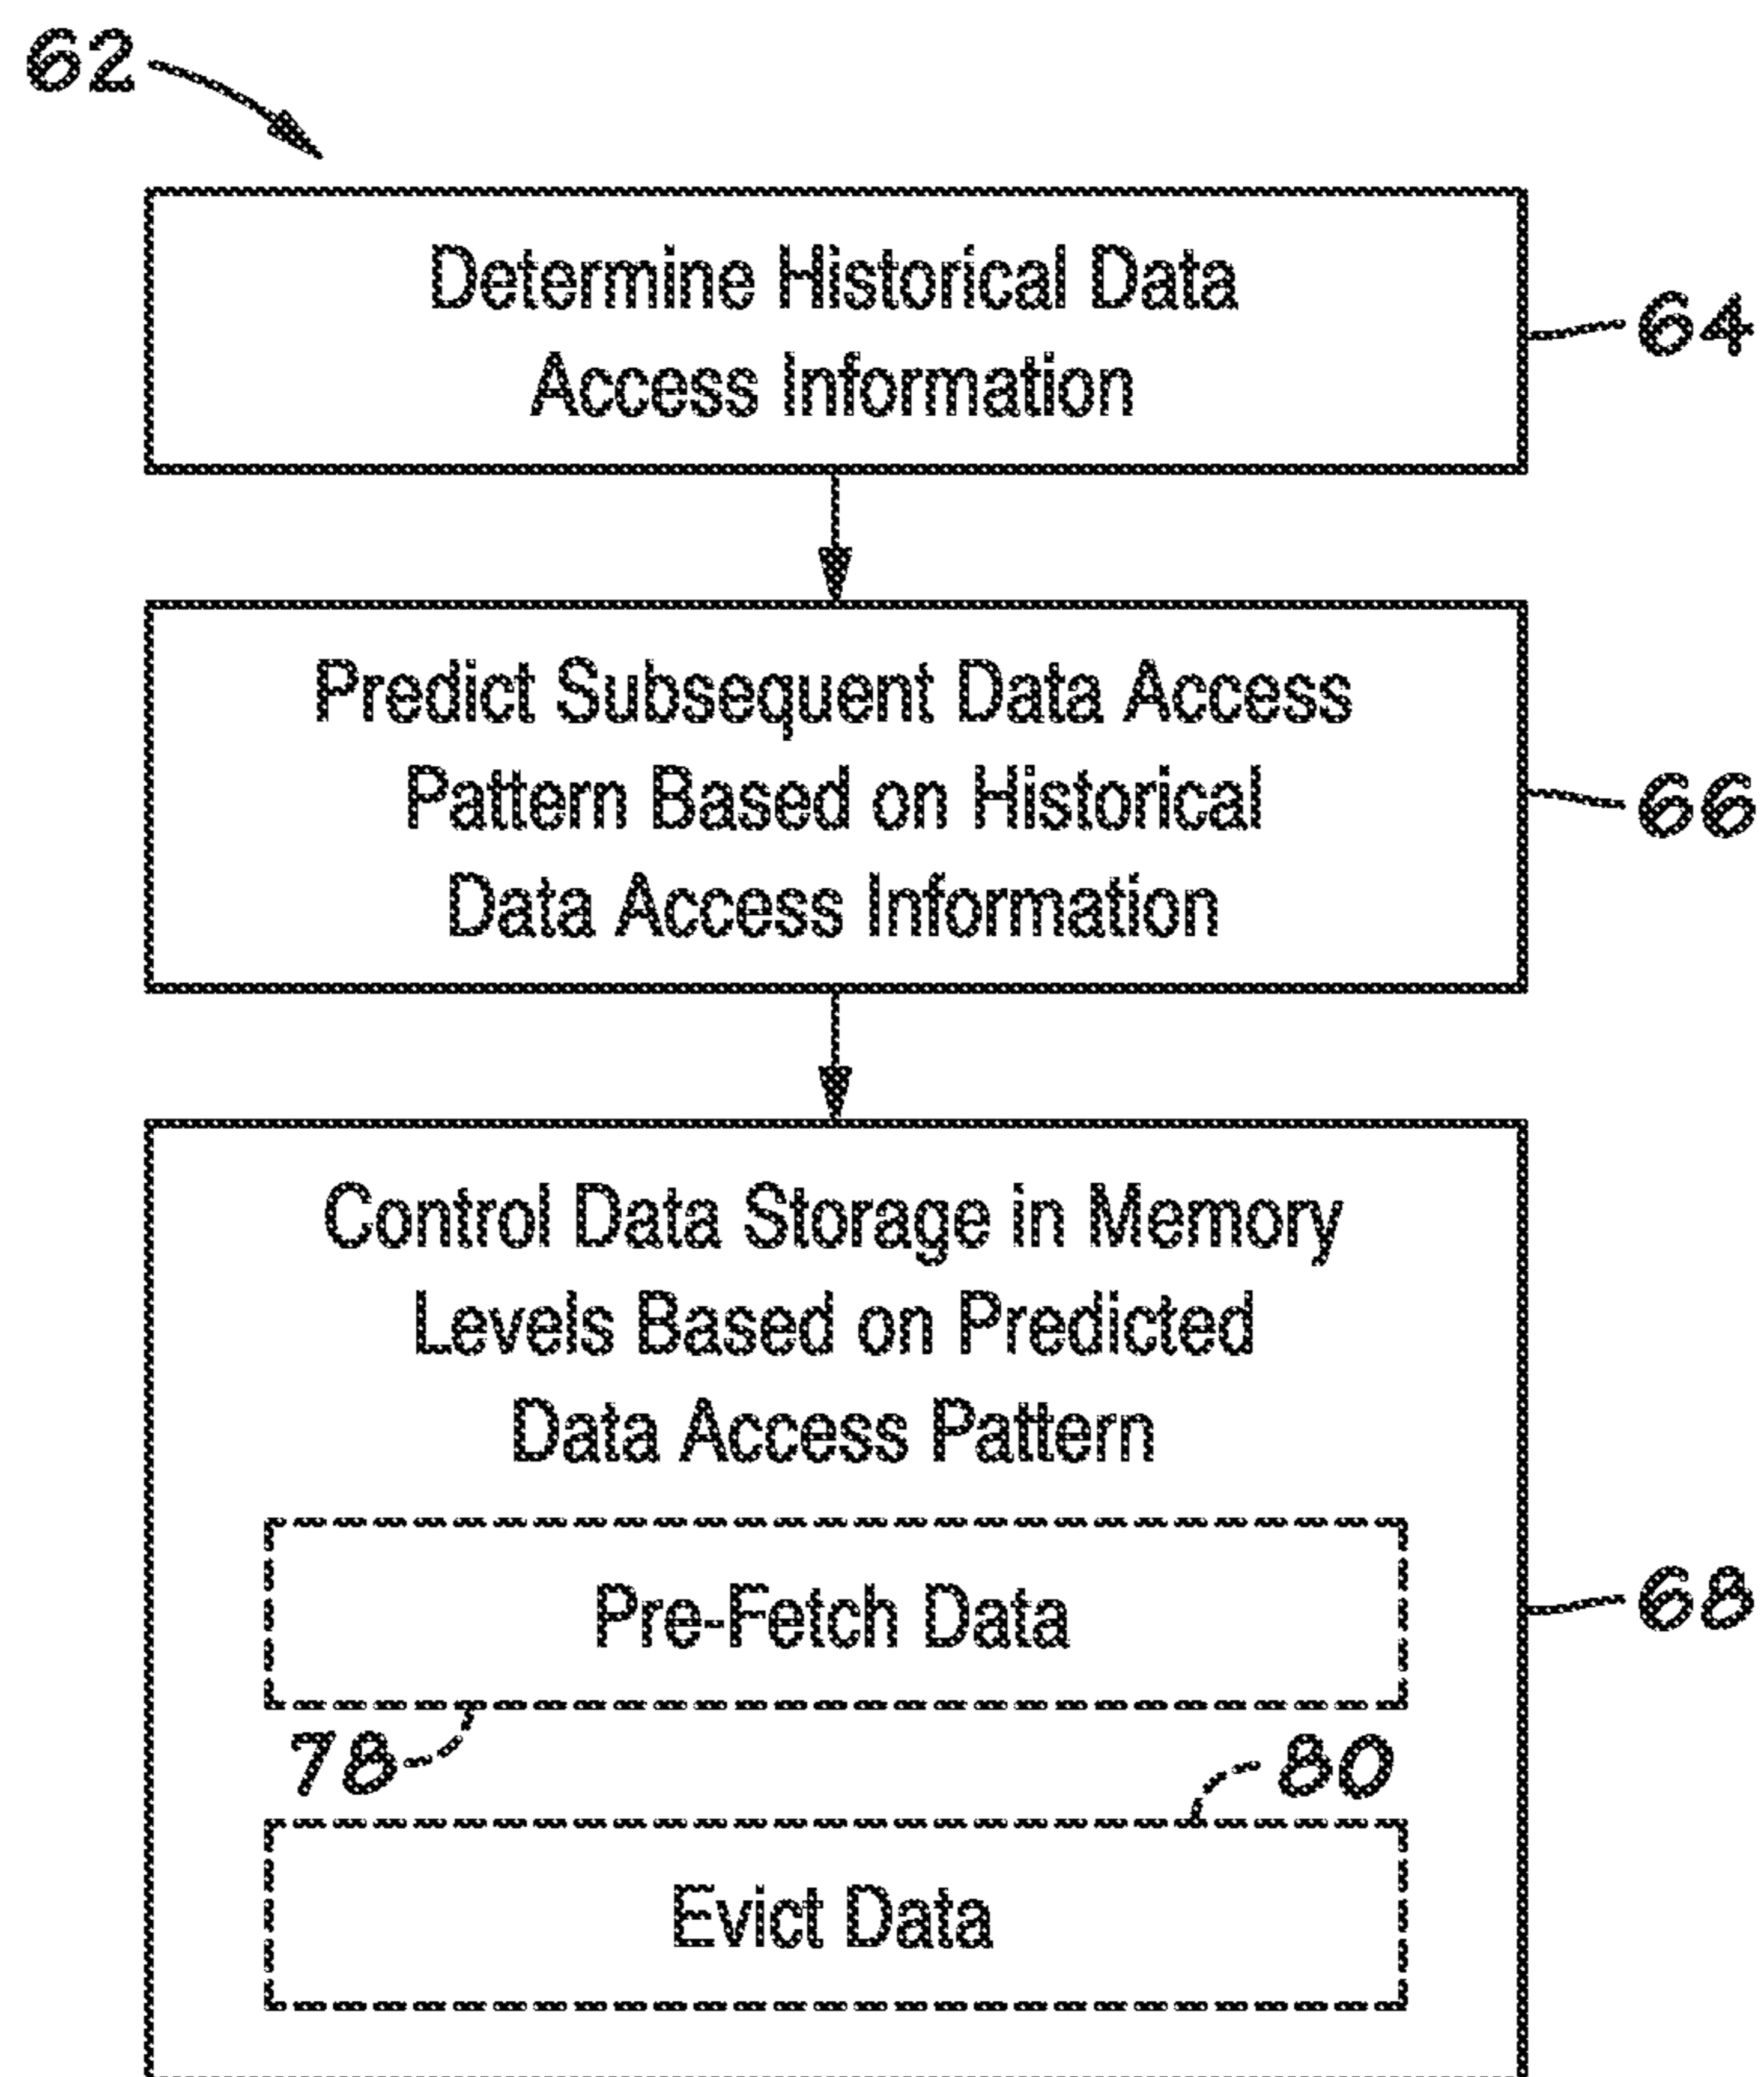 62
Determine Historical Data
Access Information
64
Predict Subsequent Data Access
Pattern Based on Historical
Data Access Information
66
Control Data Storage in Memory
Levels Based on Predicted
Data Access Pattern
Pre-Fetch Data
68
78
80
Evict Data